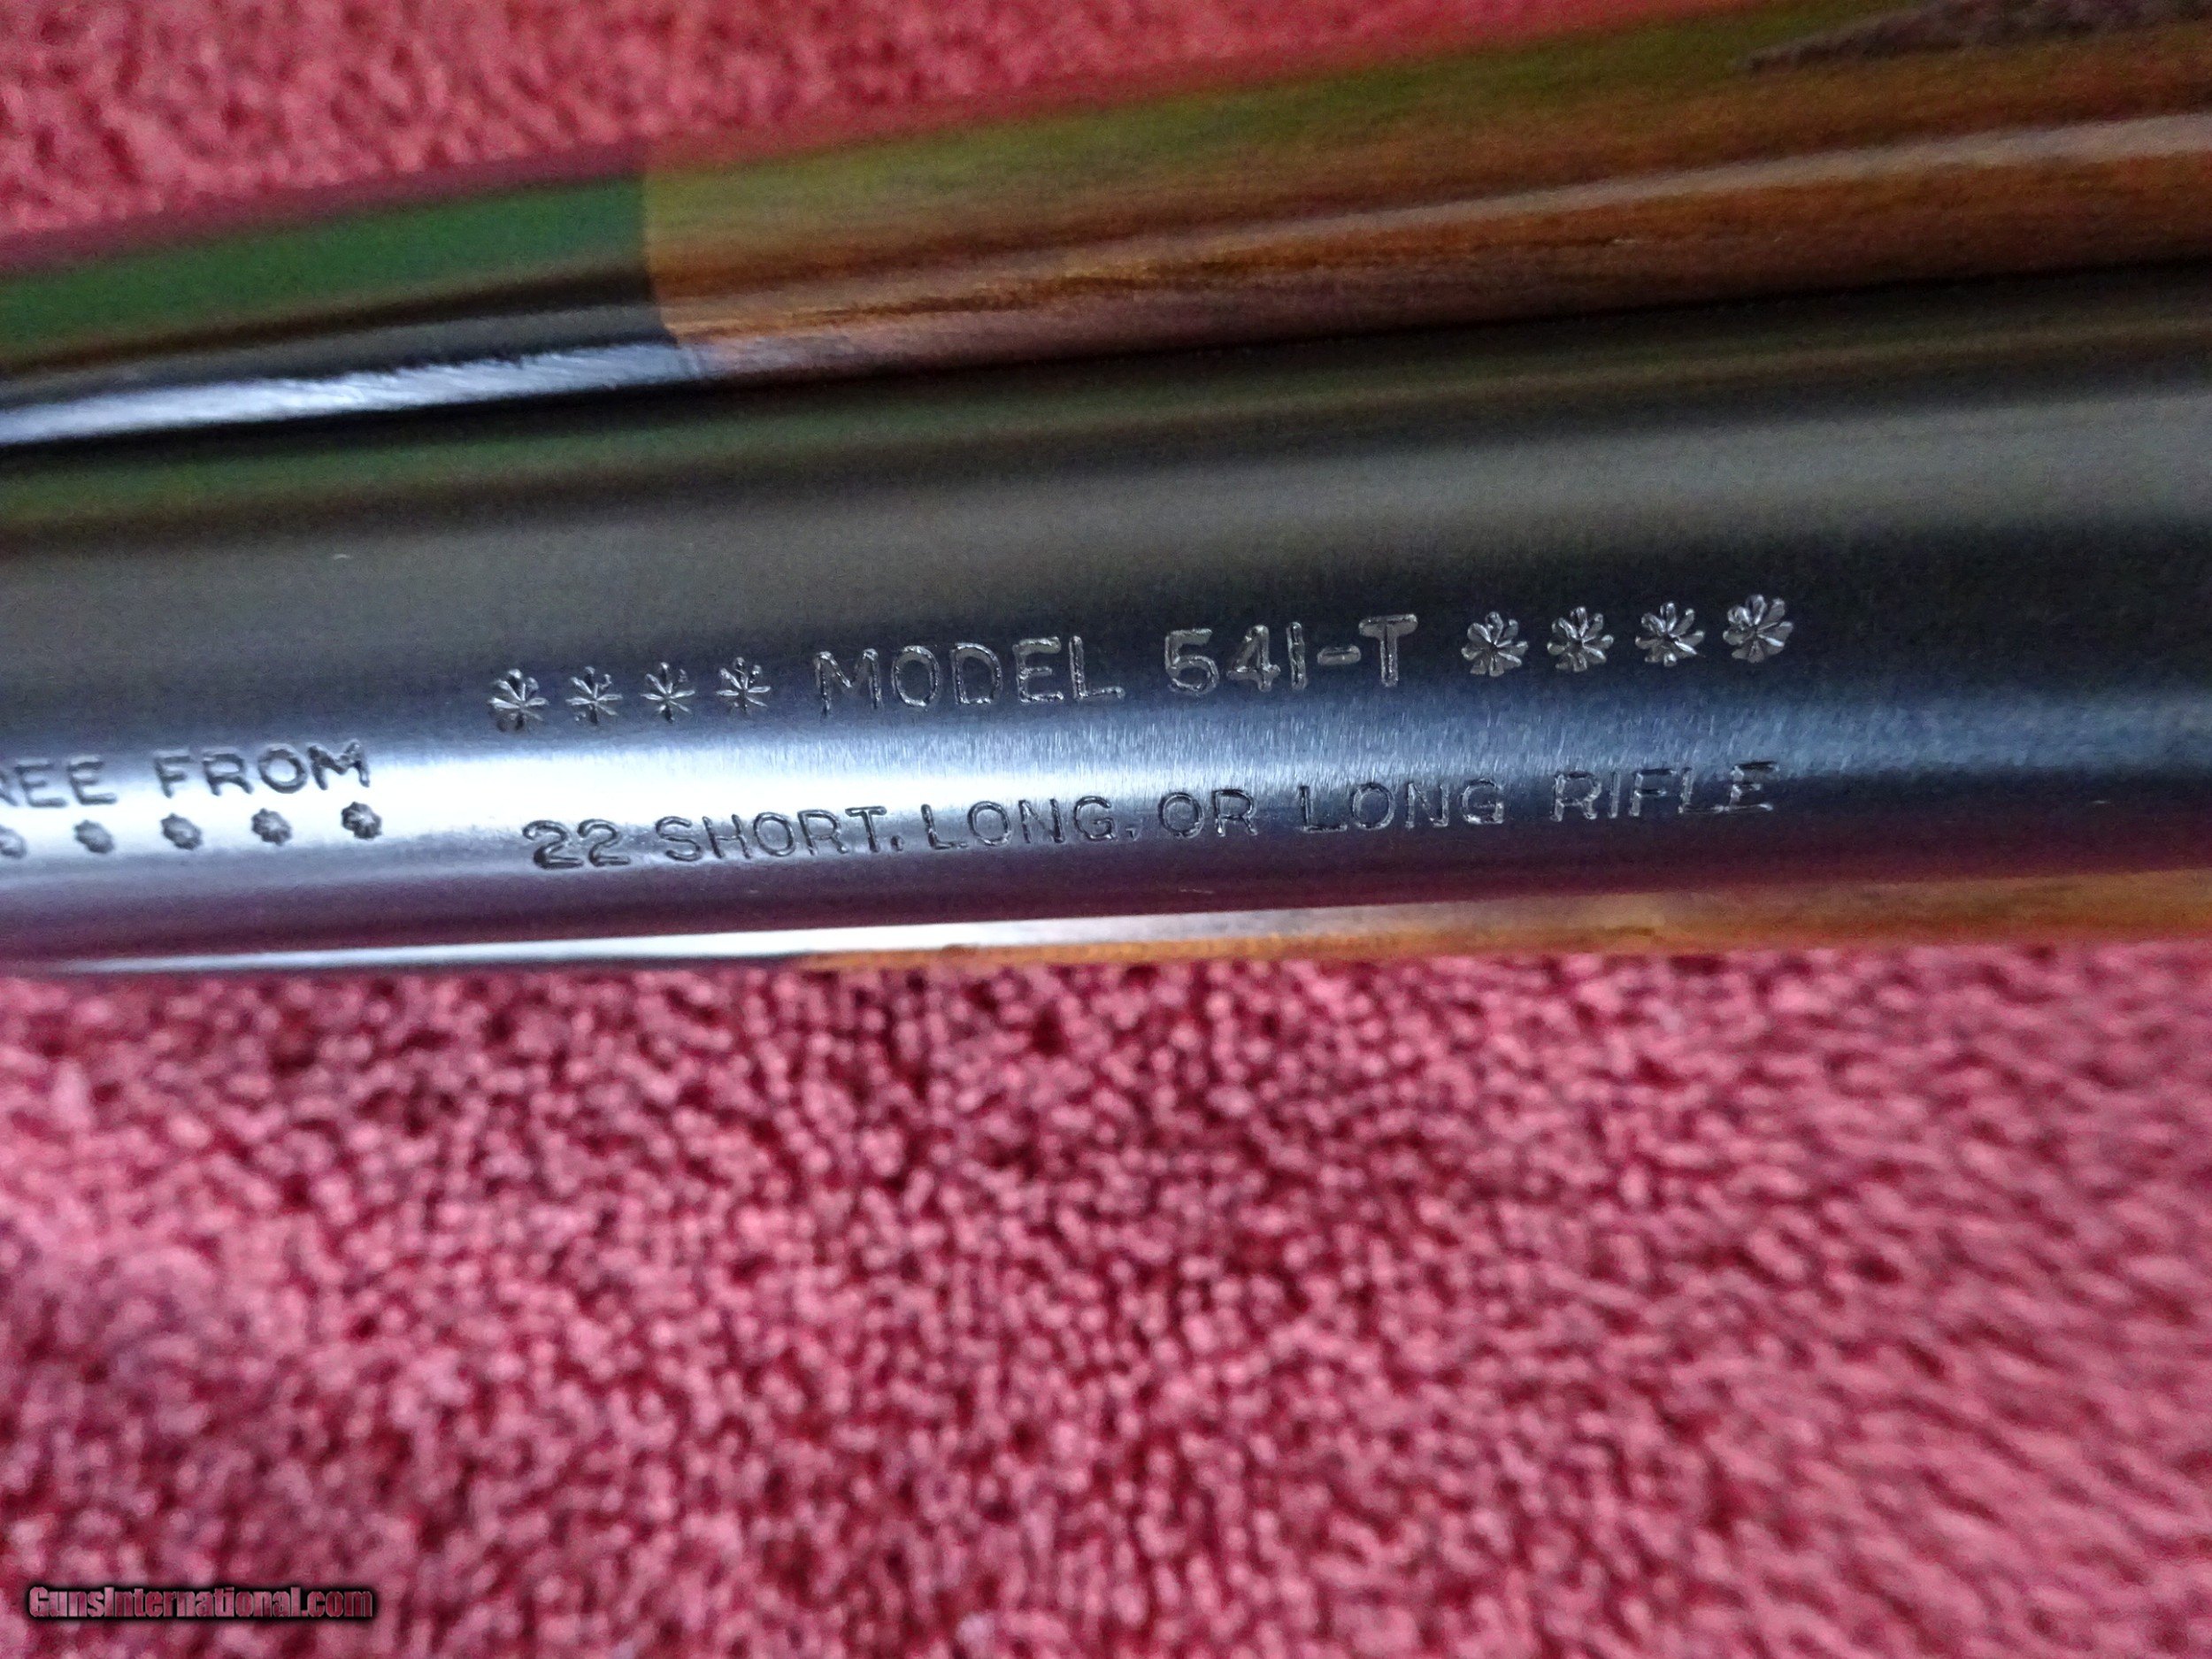 **** MODEL 541-T ****
REE FROM
22 SHORT, LONG, OR LONG RIFLE
GunsInternational.com